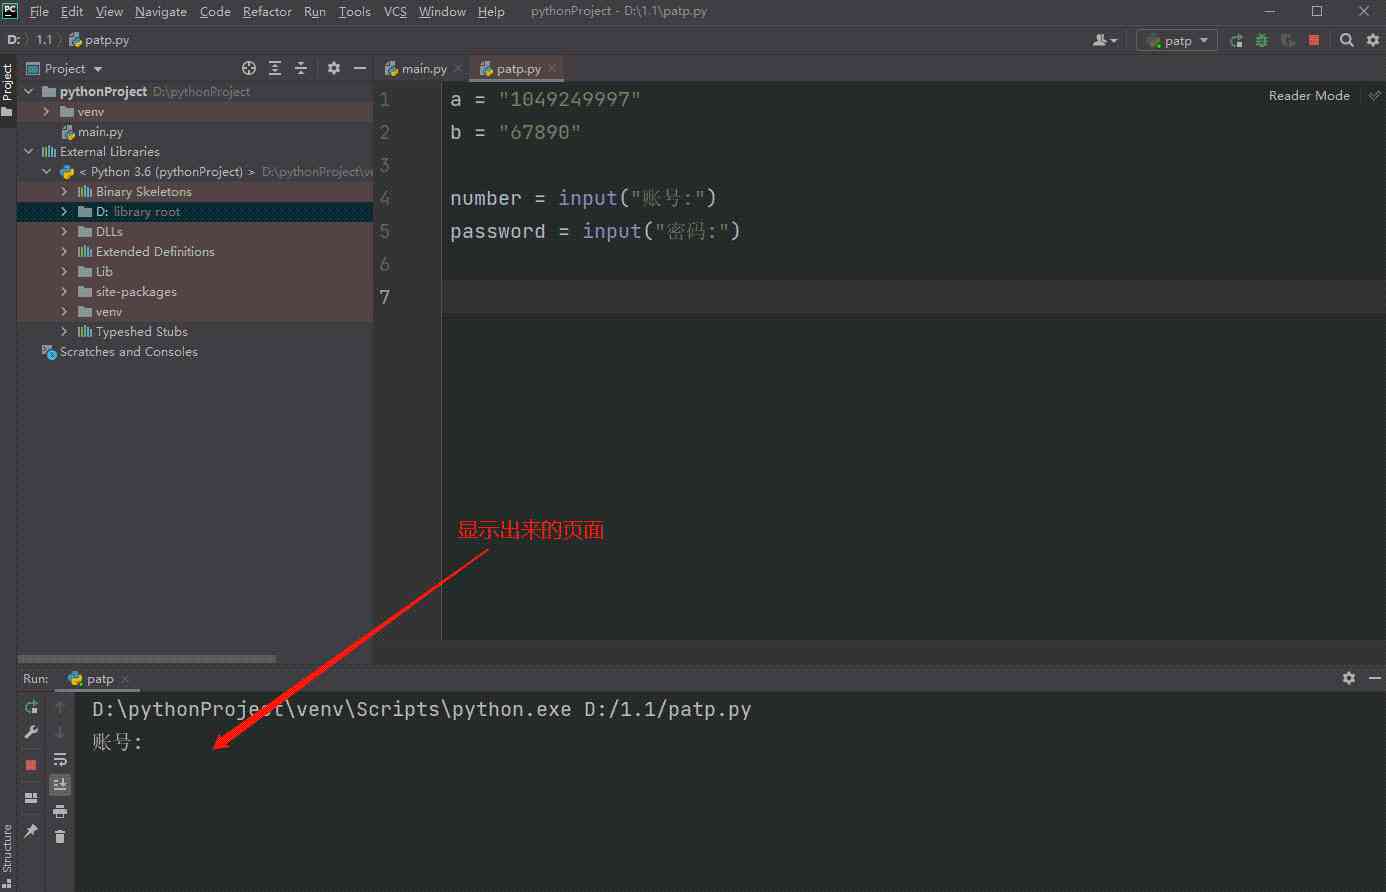 PC File Edit View Navigate Code Refactor Run Tools VCS Window Help pythonProject - D:\1.1\patp.py
D: 1.1 patp.py
patp
Project
Project
main.py
patp.py
Reader Mode
pythonProject D:\pythonProject
venv
main.py
External Libraries
< Python 3.6 (pythonProject) > D:\pythonProject\ve
Binary Skeletons
D: library root
DLLs
Extended Definitions
Lib
site-packages
venv
Typeshed Stubs
Scratches and Consoles
1 a = "1049249997"
2 b = "67890"
3
4 number = input("账号:")
5 password = input("密码:")
6
7
显示出来的页面
Run: patp
D:\pythonProject\venv\Scripts\python.exe D:/1.1/patp.py
账号:
Structure